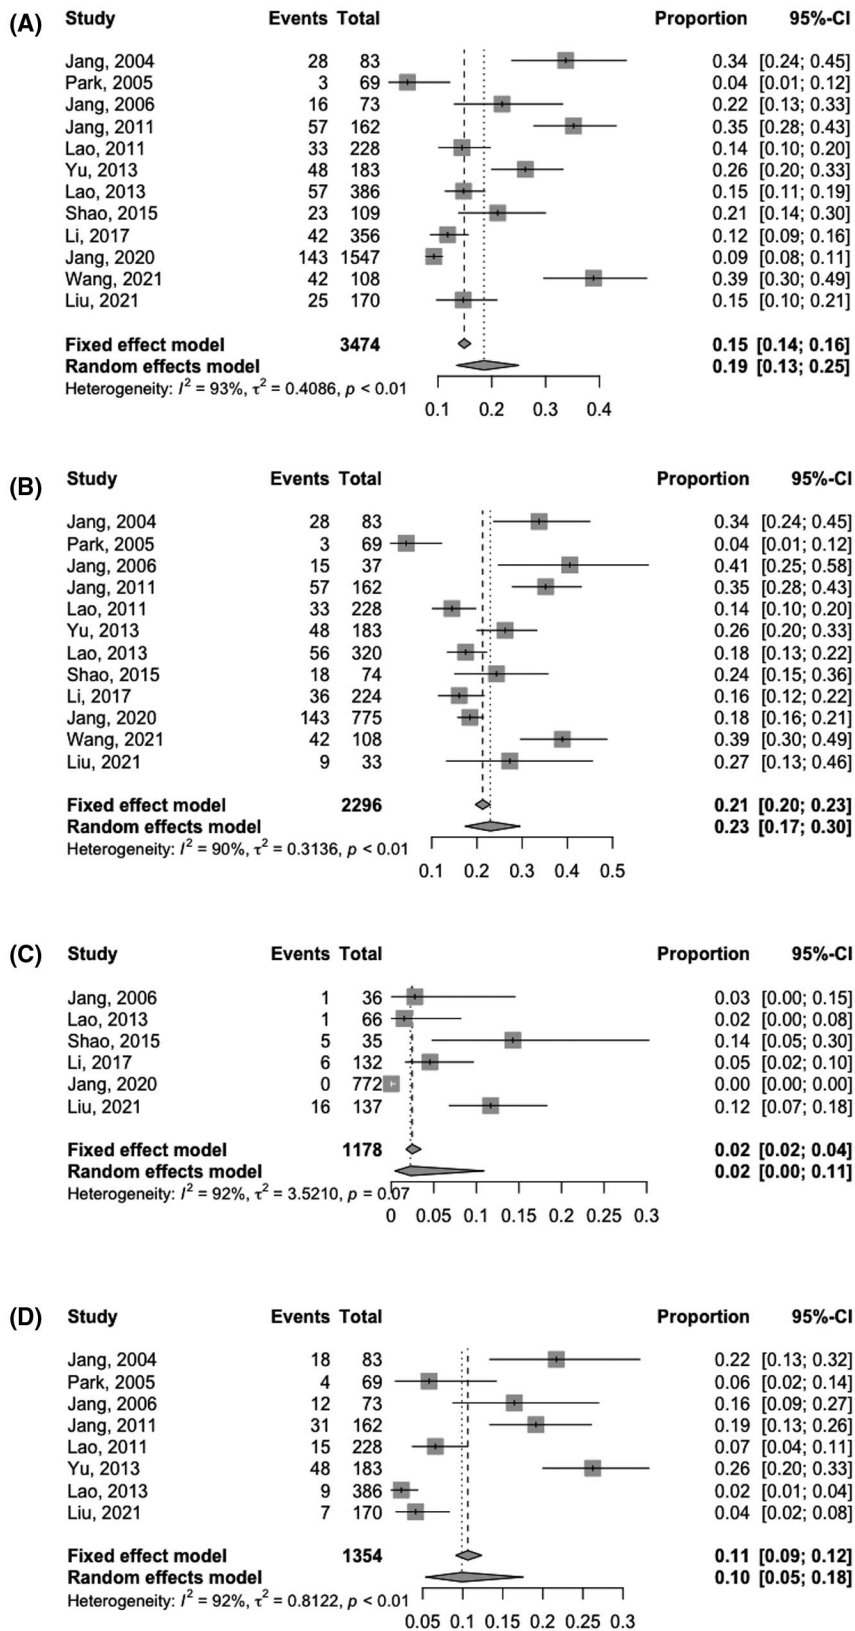 (A) Study Events Total Proportion 95%-CI
Jang, 2004 28 83 0.34 [0.24; 0.45]
Park, 2005 3 69 0.04 [0.01; 0.12]
Jang, 2006 16 73 0.22 [0.13; 0.33]
Jang, 2011 57 162 0.35 [0.28; 0.43]
Lao, 2011 33 228 0.14 [0.10; 0.20]
Yu, 2013 48 183 0.26 [0.20; 0.33]
Lao, 2013 57 386 0.15 [0.11; 0.19]
Shao, 2015 23 109 0.21 [0.14; 0.30]
Li, 2017 42 356 0.12 [0.09; 0.16]
Jang, 2020 143 1547 0.09 [0.08; 0.11]
Wang, 2021 42 108 0.39 [0.30; 0.49]
Liu, 2021 25 170 0.15 [0.10; 0.21]
Fixed effect model 3474 0.15 [0.14; 0.16]
Random effects model 0.19 [0.13; 0.25]
Heterogeneity: I² = 93%, τ² = 0.4086, p < 0.01
0.1 0.2 0.3 0.4
(B) Study Events Total Proportion 95%-CI
Jang, 2004 28 83 0.34 [0.24; 0.45]
Park, 2005 3 69 0.04 [0.01; 0.12]
Jang, 2006 15 37 0.41 [0.25; 0.58]
Jang, 2011 57 162 0.35 [0.28; 0.43]
Lao, 2011 33 228 0.14 [0.10; 0.20]
Yu, 2013 48 183 0.26 [0.20; 0.33]
Lao, 2013 56 320 0.18 [0.13; 0.22]
Shao, 2015 18 74 0.24 [0.15; 0.36]
Li, 2017 36 224 0.16 [0.12; 0.22]
Jang, 2020 143 775 0.18 [0.16; 0.21]
Wang, 2021 42 108 0.39 [0.30; 0.49]
Liu, 2021 9 33 0.27 [0.13; 0.46]
Fixed effect model 2296 0.21 [0.20; 0.23]
Random effects model 0.23 [0.17; 0.30]
Heterogeneity: I² = 90%, τ² = 0.3136, p < 0.01
0.1 0.2 0.3 0.4 0.5
(C) Study Events Total Proportion 95%-CI
Jang, 2006 1 36 0.03 [0.00; 0.15]
Lao, 2013 1 66 0.02 [0.00; 0.08]
Shao, 2015 5 35 0.14 [0.05; 0.30]
Li, 2017 6 132 0.05 [0.02; 0.10]
Jang, 2020 0 772 0.00 [0.00; 0.00]
Liu, 2021 16 137 0.12 [0.07; 0.18]
Fixed effect model 1178 0.02 [0.02; 0.04]
Random effects model 0.02 [0.00; 0.11]
Heterogeneity: I² = 92%, τ² = 3.5210, p = 0.07
0 0.05 0.1 0.15 0.2 0.25 0.3
(D) Study Events Total Proportion 95%-CI
Jang, 2004 18 83 0.22 [0.13; 0.32]
Park, 2005 4 69 0.06 [0.02; 0.14]
Jang, 2006 12 73 0.16 [0.09; 0.27]
Jang, 2011 31 162 0.19 [0.13; 0.26]
Lao, 2011 15 228 0.07 [0.04; 0.11]
Yu, 2013 48 183 0.26 [0.20; 0.33]
Lao, 2013 9 386 0.02 [0.01; 0.04]
Liu, 2021 7 170 0.04 [0.02; 0.08]
Fixed effect model 1354 0.11 [0.09; 0.12]
Random effects model 0.10 [0.05; 0.18]
Heterogeneity: I² = 92%, τ² = 0.8122, p < 0.01
0.05 0.1 0.15 0.2 0.25 0.3